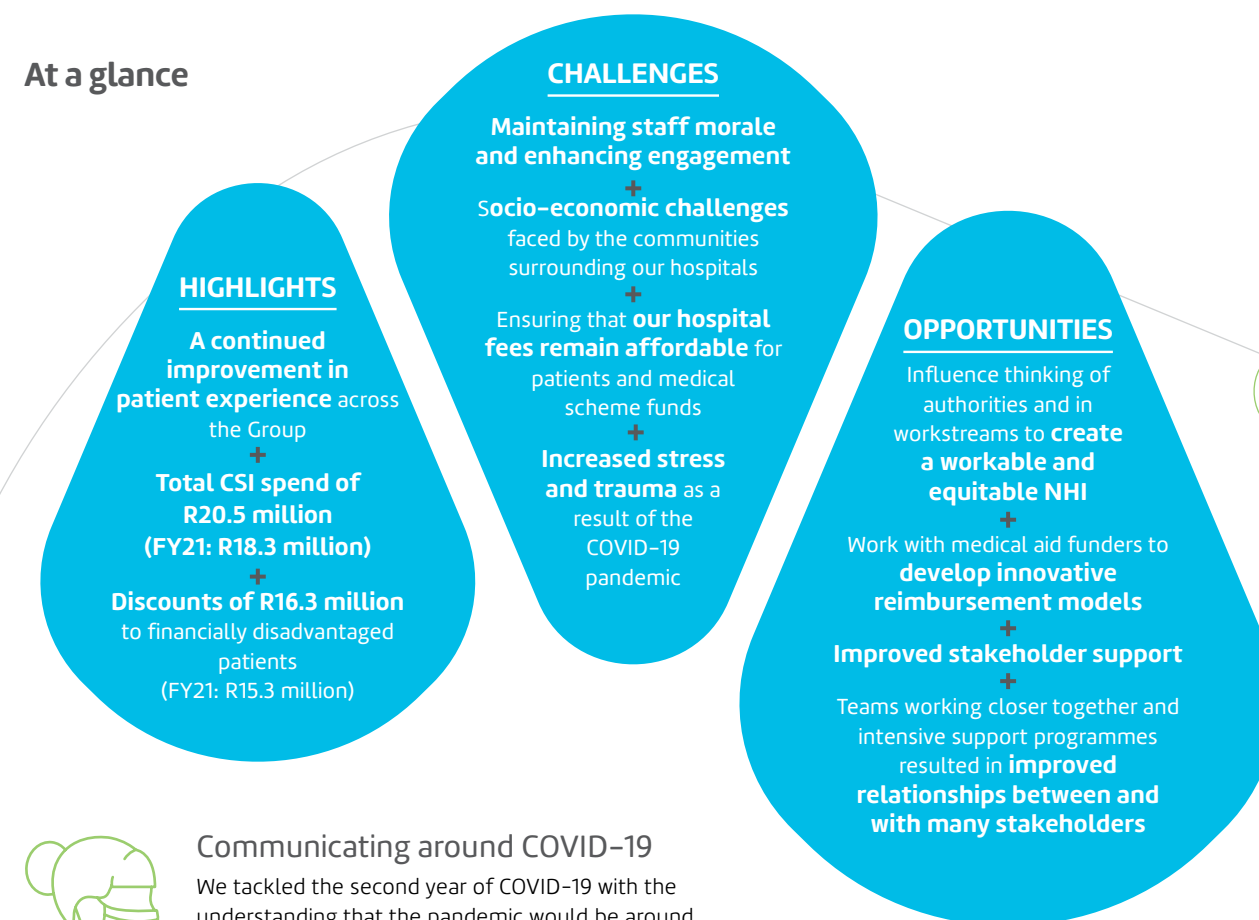 At a glance
HIGHLIGHTS
A continued
improvement in
patient experience across
the Group
+
Total CSI spend of
R20.5 million
(FY21: R18.3 million)
+
Discounts of R16.3 million
to financially disadvantaged
patients
(FY21: R15.3 million)
CHALLENGES
Maintaining staff morale
and enhancing engagement
+
Socio-economic challenges
faced by the communities
surrounding our hospitals
+
Ensuring that our hospital
fees remain affordable for
patients and medical
scheme funds
+
Increased stress
and trauma as a
result of the
COVID-19
pandemic
OPPORTUNITIES
Influence thinking of
authorities and in
workstreams to create
a workable and
equitable NHI
+
Work with medical aid funders to
develop innovative
reimbursement models
+
Improved stakeholder support
+
Teams working closer together and
intensive support programmes
resulted in improved
relationships between and
with many stakeholders
Communicating around COVID-19
We tackled the second year of COVID-19 with the
understanding that the pandemic would be around